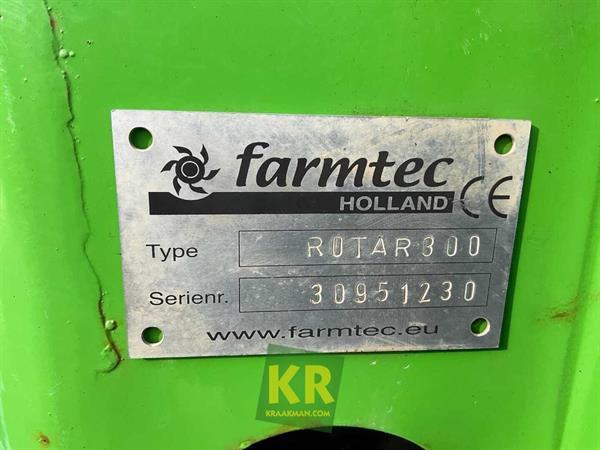 farmtec
HOLLAND CE
Type ROTAR300
Serienr. 30951230
www.farmtec.eu
KR
KRAAKMAN.COM